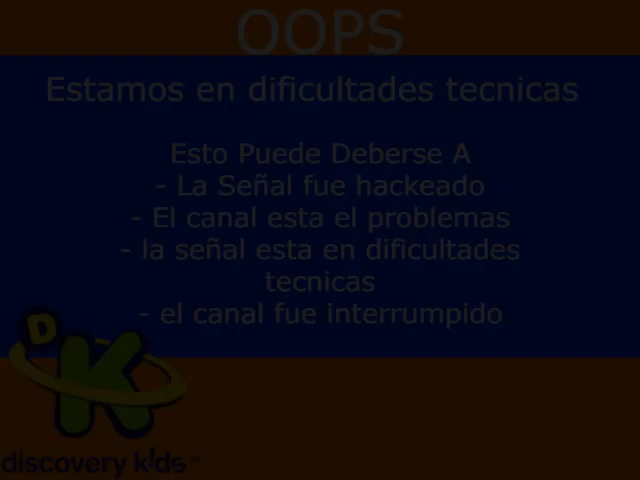 OOPS
Estamos en dificultades tecnicas
Esto Puede Deberse A
- La Señal fue hackeado
- El canal esta el problemas
- la señal esta en dificultades
tecnicas
- el canal fue interrumpido
D
K
discovery kids™